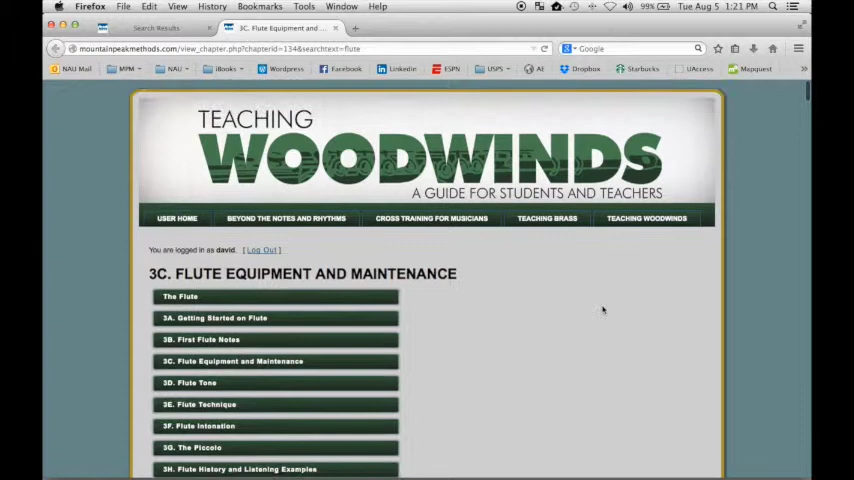 Firefox File Edit View History Bookmarks Tools Window Help 99% Tue Aug 5 1:21 PM
Search Results 3C. Flute Equipment and ...
mountainpeakmethods.com/view_chapter.php?chapterid=134&searchtext=flute Google
NAU Mail MPM NAU iBooks Wordpress Facebook LinkedIn ESPN USPS AE Dropbox Starbucks UAccess Mapquest
TEACHING
WOODWINDS
A GUIDE FOR STUDENTS AND TEACHERS
USER HOME BEYOND THE NOTES AND RHYTHMS CROSS TRAINING FOR MUSICIANS TEACHING BRASS TEACHING WOODWINDS
You are logged in as david. [ Log Out ]
3C. FLUTE EQUIPMENT AND MAINTENANCE
The Flute
3A. Getting Started on Flute
3B. First Flute Notes
3C. Flute Equipment and Maintenance
3D. Flute Tone
3E. Flute Technique
3F. Flute Intonation
3G. The Piccolo
3H. Flute History and Listening Examples